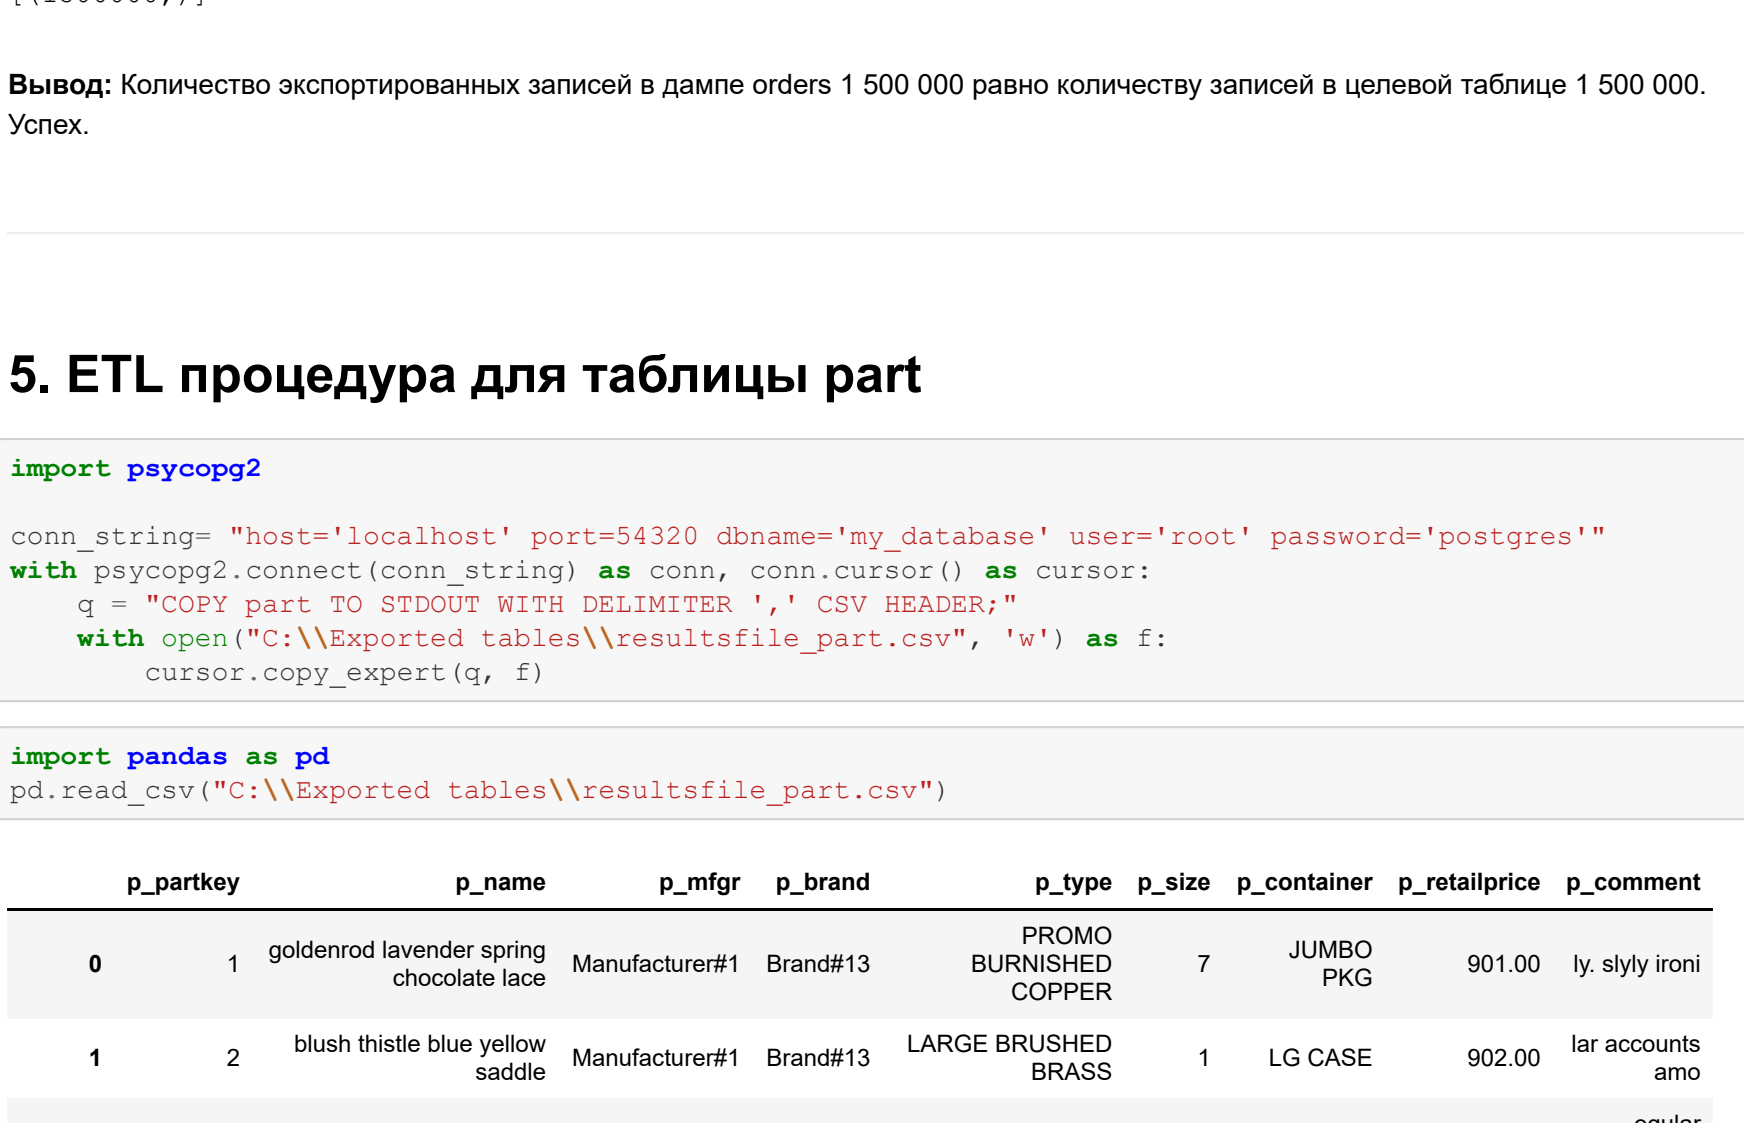 Вывод: Количество экспортированных записей в дампе orders 1 500 000 равно количеству записей в целевой таблице 1 500 000.
Успех.
5. ETL процедура для таблицы part
import psycopg2
conn_string= "host='localhost' port=54320 dbname='my_database' user='root' password='postgres'"
with psycopg2.connect(conn_string) as conn, conn.cursor() as cursor:
    q = "COPY part TO STDOUT WITH DELIMITER ',' CSV HEADER;"
    with open("C:\\Exported tables\\resultsfile_part.csv", 'w') as f:
        cursor.copy_expert(q, f)
import pandas as pd
pd.read_csv("C:\\Exported tables\\resultsfile_part.csv")
p_partkey p_name p_mfgr p_brand p_type p_size p_container p_retailprice p_comment
0 1 goldenrod lavender spring chocolate lace Manufacturer#1 Brand#13 PROMO BURNISHED COPPER 7 JUMBO PKG 901.00 ly. slyly ironi
1 2 blush thistle blue yellow saddle Manufacturer#1 Brand#13 LARGE BRUSHED BRASS 1 LG CASE 902.00 lar accounts amo